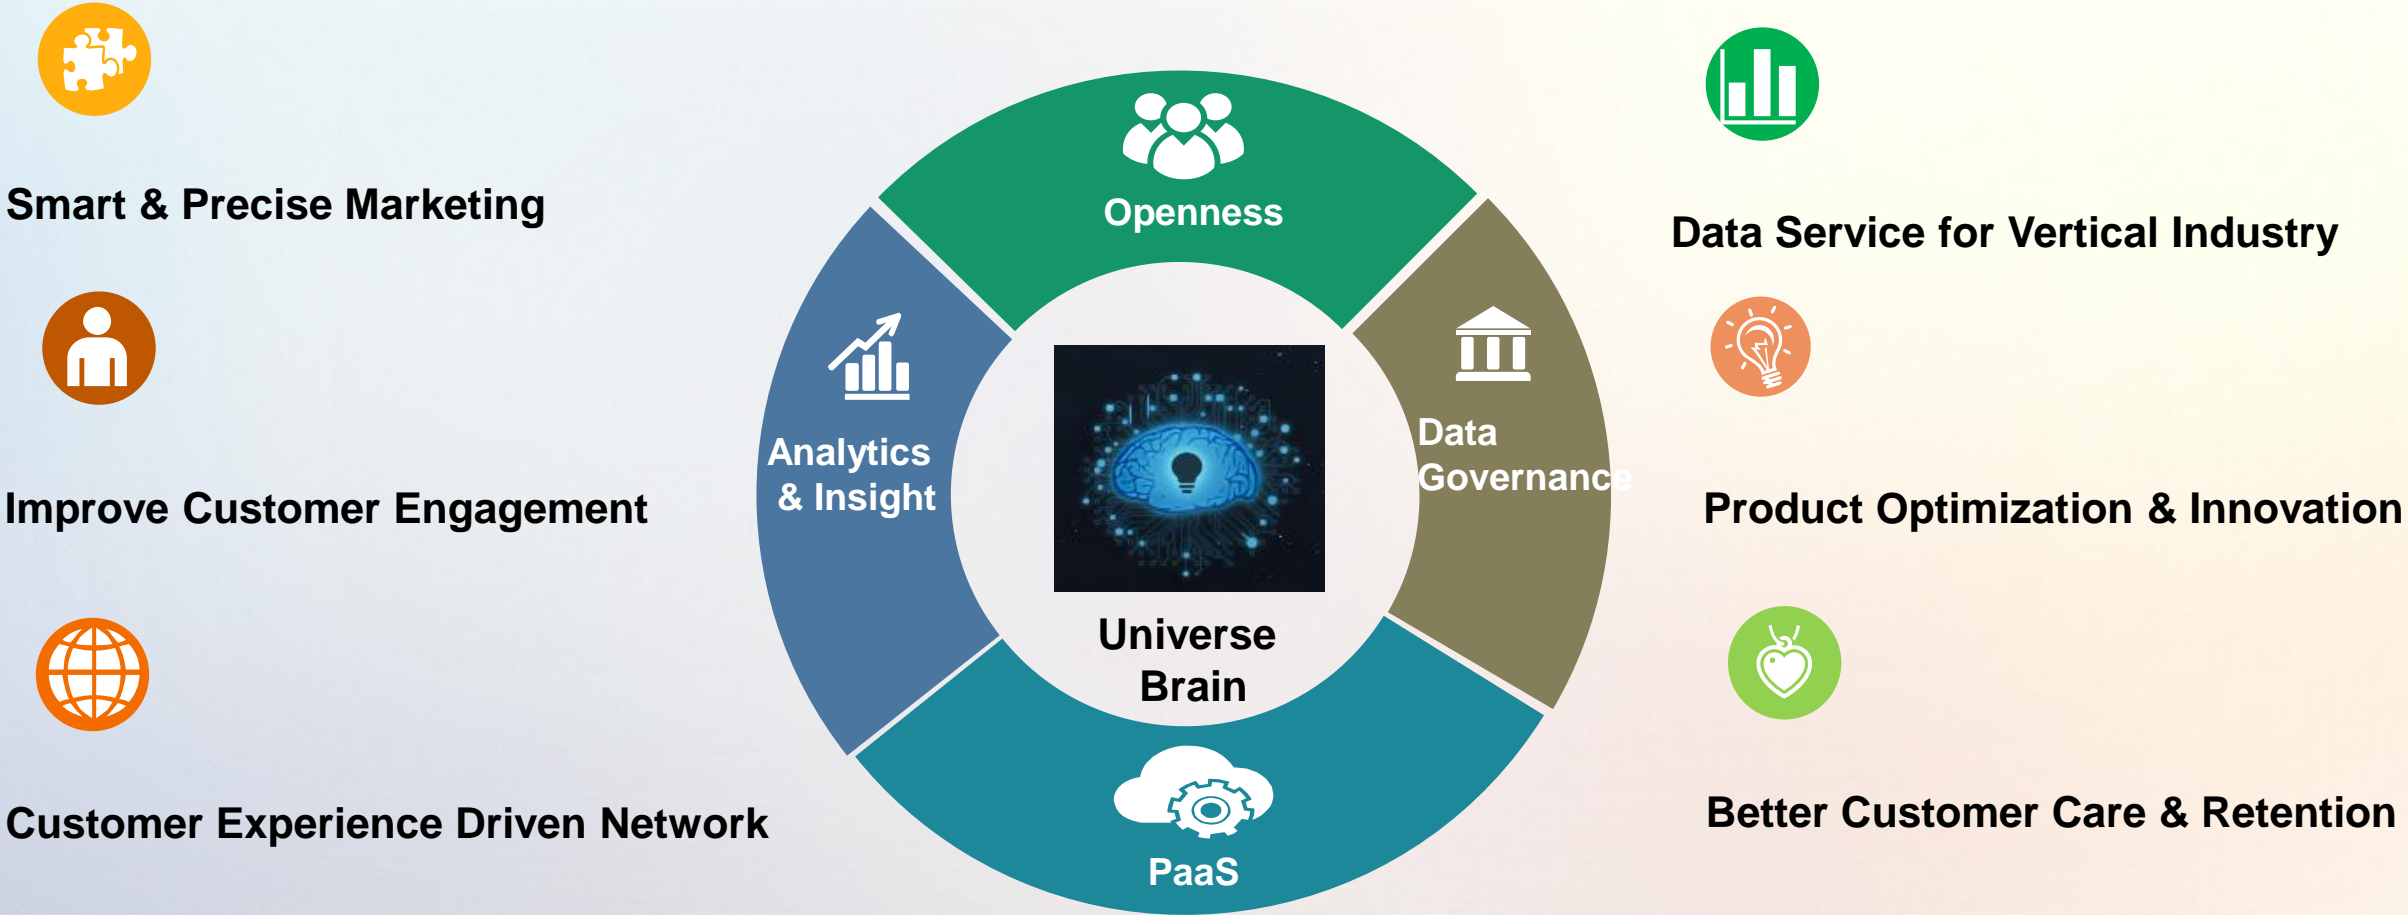 Smart & Precise Marketing
Improve Customer Engagement
Customer Experience Driven Network
Openness
Analytics
& Insight
Data
Governance
Universe
Brain
PaaS
Data Service for Vertical Industry
Product Optimization & Innovation
Better Customer Care & Retention